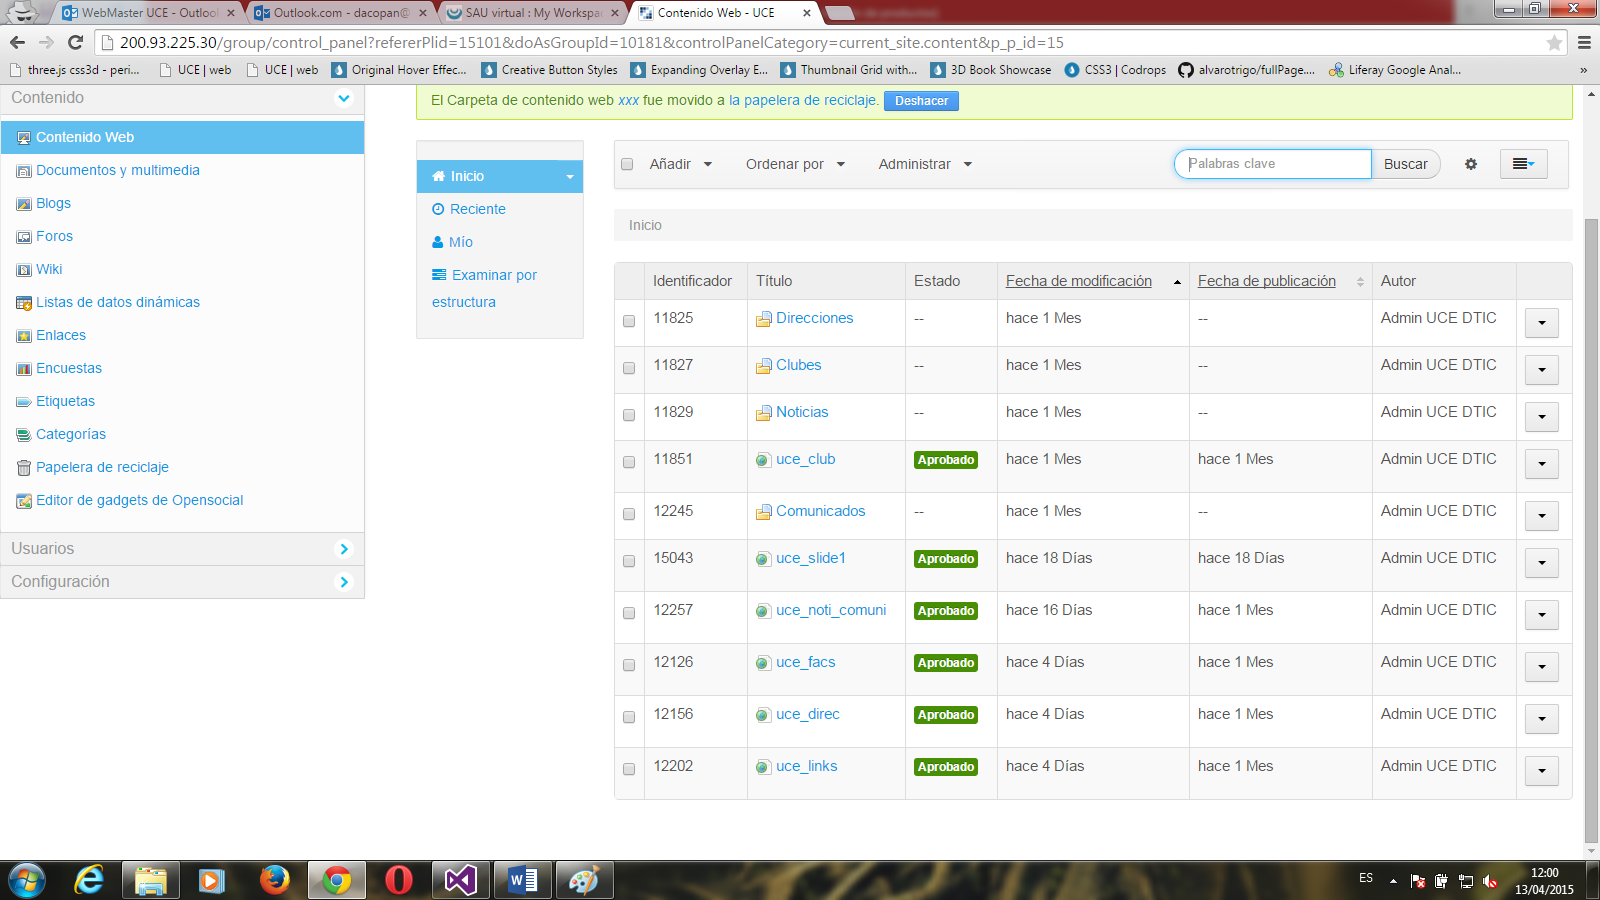 WebMaster UCE - Outloo
Outlook.com - dacopan@
SAU virtual : My Workspa
Contenido Web - UCE
200.93.225.30/group/control_panel?refererPlid=15101&doAsGroupId=10181&controlPanelCategory=current_site.content&p_p_id=15
three.js css3d - peri...
UCE | web
UCE | web
Original Hover Effec...
Creative Button Styles
Expanding Overlay E...
Thumbnail Grid with...
3D Book Showcase
CSS3 | Codrops
alvarotrigo/fullPage....
Liferay Google Anal...
»
Contenido
Contenido Web
Documentos y multimedia
Blogs
Foros
Wiki
Listas de datos dinámicas
Enlaces
Encuestas
Etiquetas
Categorías
Papelera de reciclaje
Editor de gadgets de Opensocial
Usuarios
Configuración
El Carpeta de contenido web xxx fue movido a la papelera de reciclaje. Deshacer
Inicio
Reciente
Mío
Examinar por
estructura
Añadir Ordenar por Administrar Palabras clave Buscar
Inicio
Identificador Título Estado Fecha de modificación Fecha de publicación Autor
11825 Direcciones -- hace 1 Mes -- Admin UCE DTIC
11827 Clubes -- hace 1 Mes -- Admin UCE DTIC
11829 Noticias -- hace 1 Mes -- Admin UCE DTIC
11851 uce_club Aprobado hace 1 Mes hace 1 Mes Admin UCE DTIC
12245 Comunicados -- hace 1 Mes -- Admin UCE DTIC
15043 uce_slide1 Aprobado hace 18 Días hace 18 Días Admin UCE DTIC
12257 uce_noti_comuni Aprobado hace 16 Días hace 1 Mes Admin UCE DTIC
12126 uce_facs Aprobado hace 4 Días hace 1 Mes Admin UCE DTIC
12156 uce_direc Aprobado hace 4 Días hace 1 Mes Admin UCE DTIC
12202 uce_links Aprobado hace 4 Días hace 1 Mes Admin UCE DTIC
ES
12:00
13/04/2015